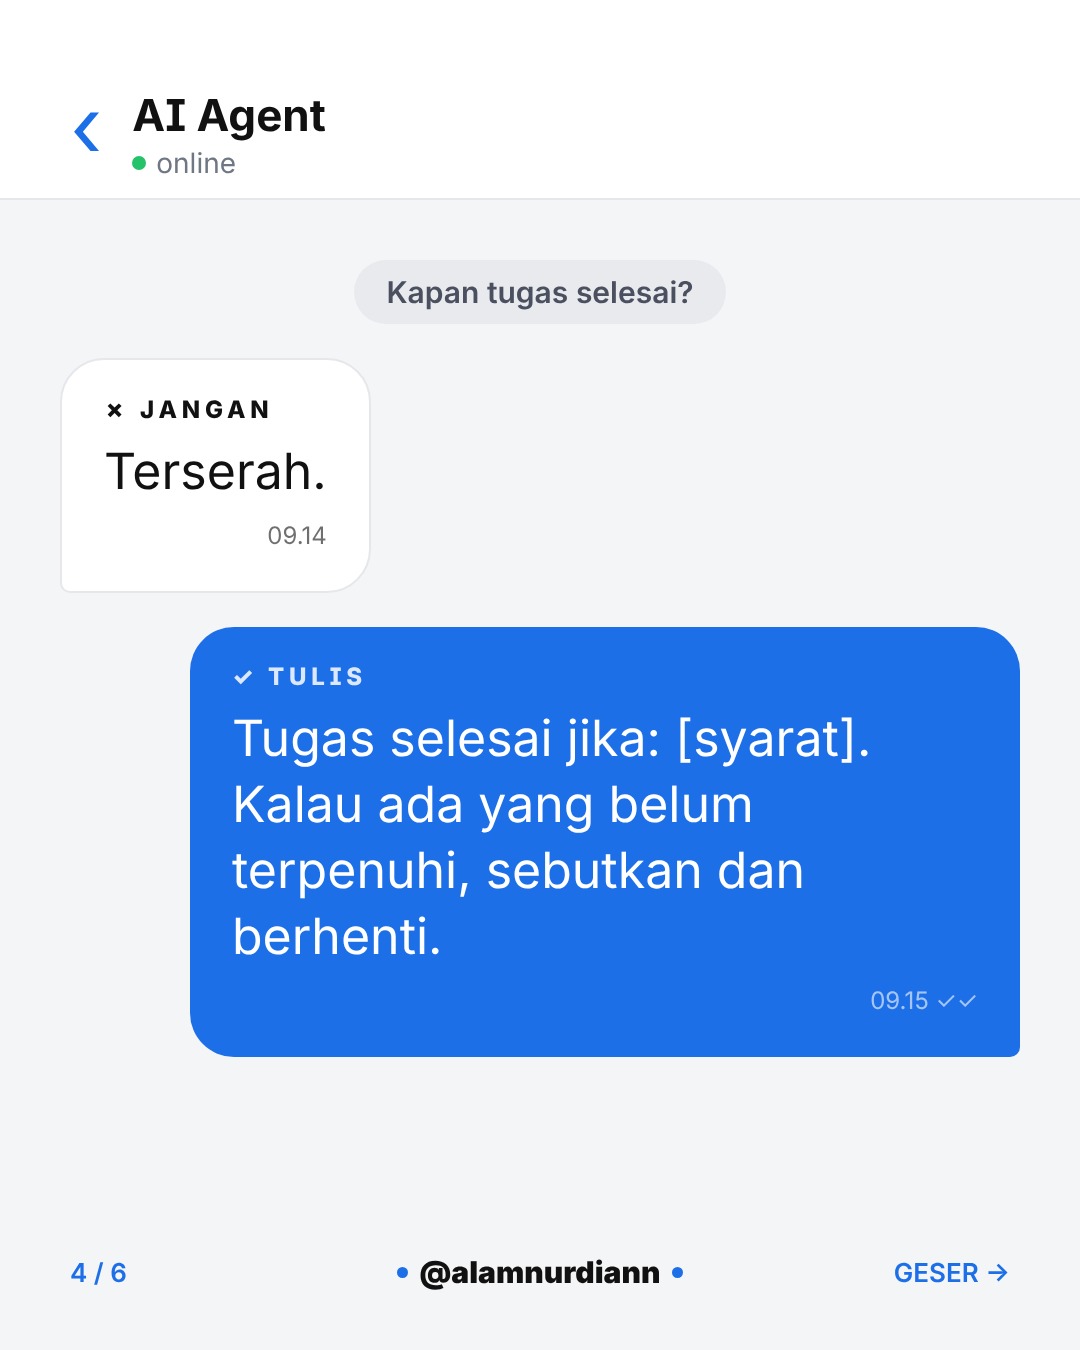 AI Agent
online
Kapan tugas selesai?
× JANGAN
Terserah.
09.14
✓ TULIS
Tugas selesai jika: [syarat].
Kalau ada yang belum
terpenuhi, sebutkan dan
berhenti.
09.15 ✓✓
4 / 6
• @alamnurdiann •
GESER →